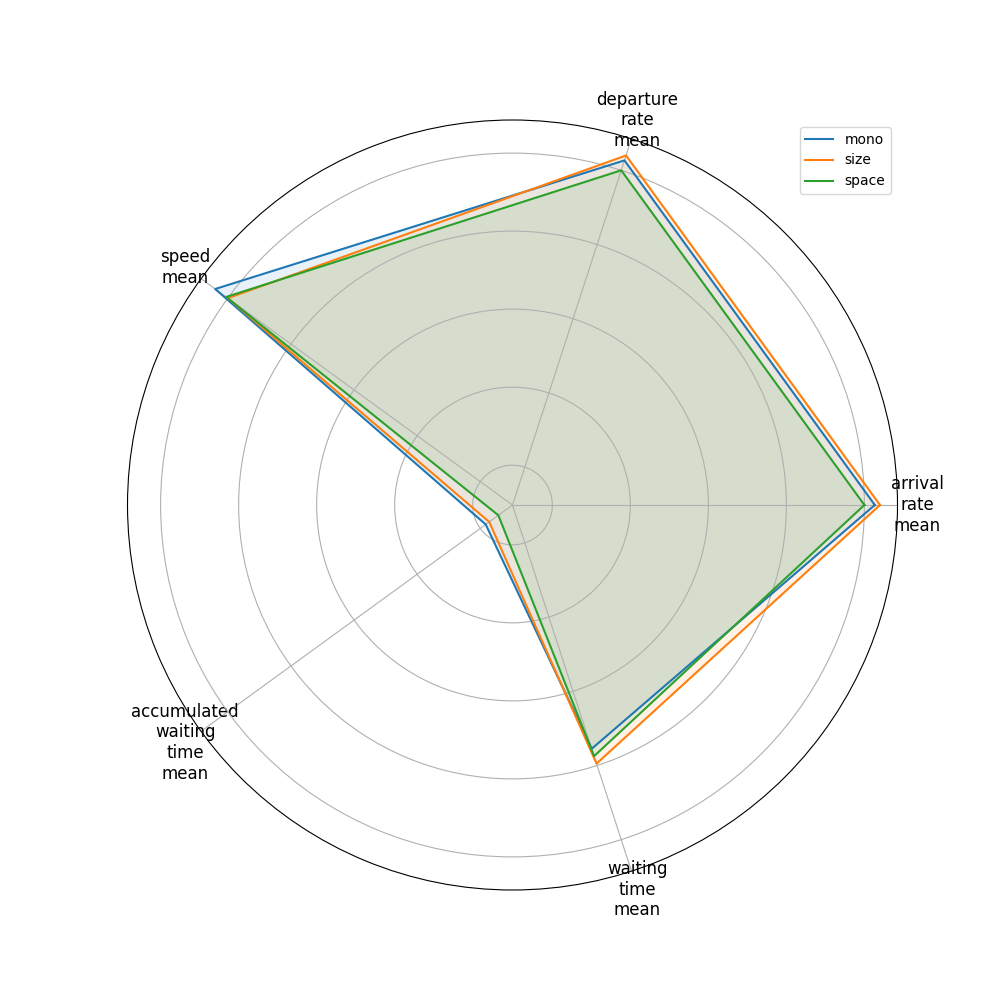 departure
rate
mean
mono
size
space
speed
mean
arrival
rate
mean
accumulated
waiting
time
mean
waiting
time
mean